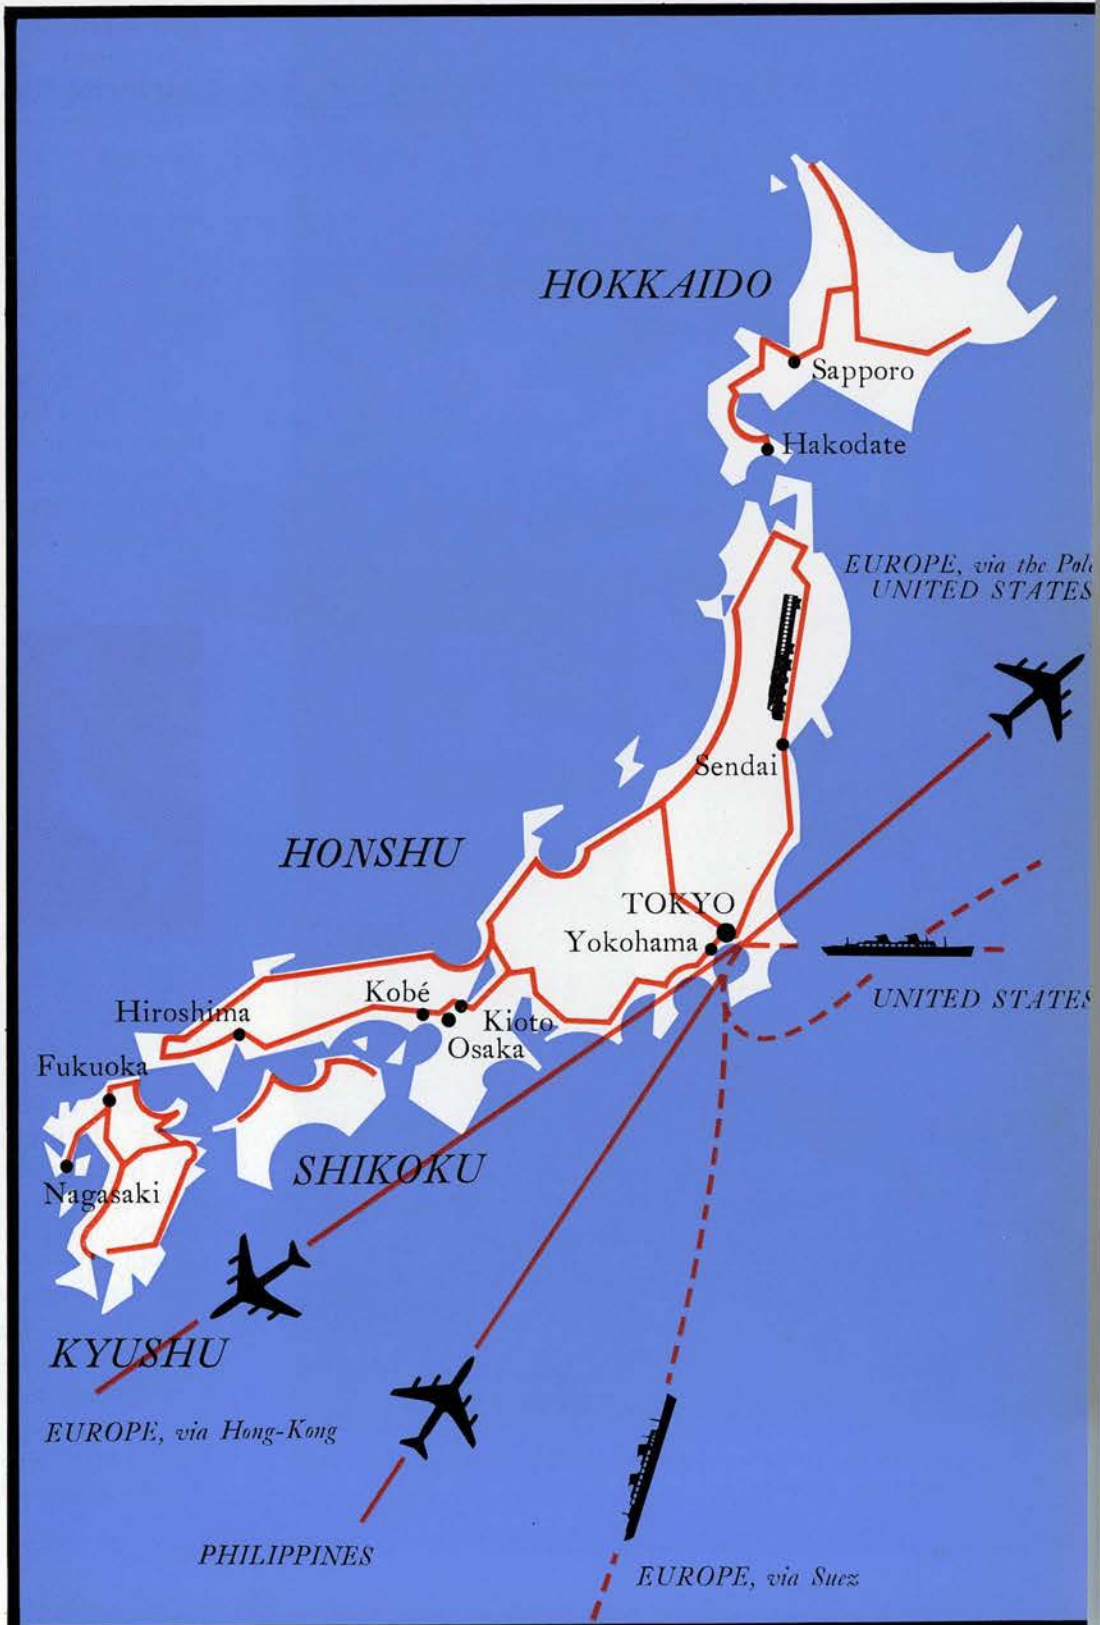 HOKKAIDO
Sapporo
Hakodate
EUROPE, via the Pole
UNITED STATES
Sendai
HONSHU
TOKYO
Yokohama
Kobé
Hiroshima
Kioto
Osaka
UNITED STATES
Fukuoka
SHIKOKU
Nagasaki
KYUSHU
EUROPE, via Hong-Kong
PHILIPPINES
EUROPE, via Suez